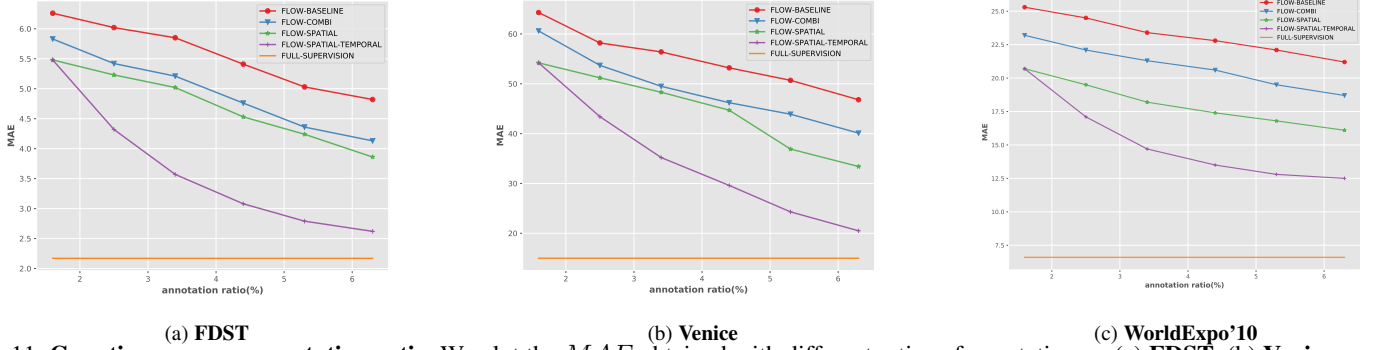 FLOW-BASELINE
FLOW-COMBI
FLOW-SPATIAL
FLOW-SPATIAL-TEMPORAL
FULL-SUPERVISION
6.0
5.5
5.0
4.5
4.0
3.5
3.0
2.5
2.0
MAE
2 3 4 5 6
annotation ratio(%)
(a) FDST
FLOW-BASELINE
FLOW-COMBI
FLOW-SPATIAL
FLOW-SPATIAL-TEMPORAL
FULL-SUPERVISION
60
50
40
30
20
MAE
2 3 4 5 6
annotation ratio(%)
(b) Venice
FLOW-BASELINE
FLOW-COMBI
FLOW-SPATIAL
FLOW-SPATIAL-TEMPORAL
FULL-SUPERVISION
25.0
22.5
20.0
17.5
15.0
12.5
10.0
7.5
MAE
2 3 4 5 6
annotation ratio(%)
(c) WorldExpo'10